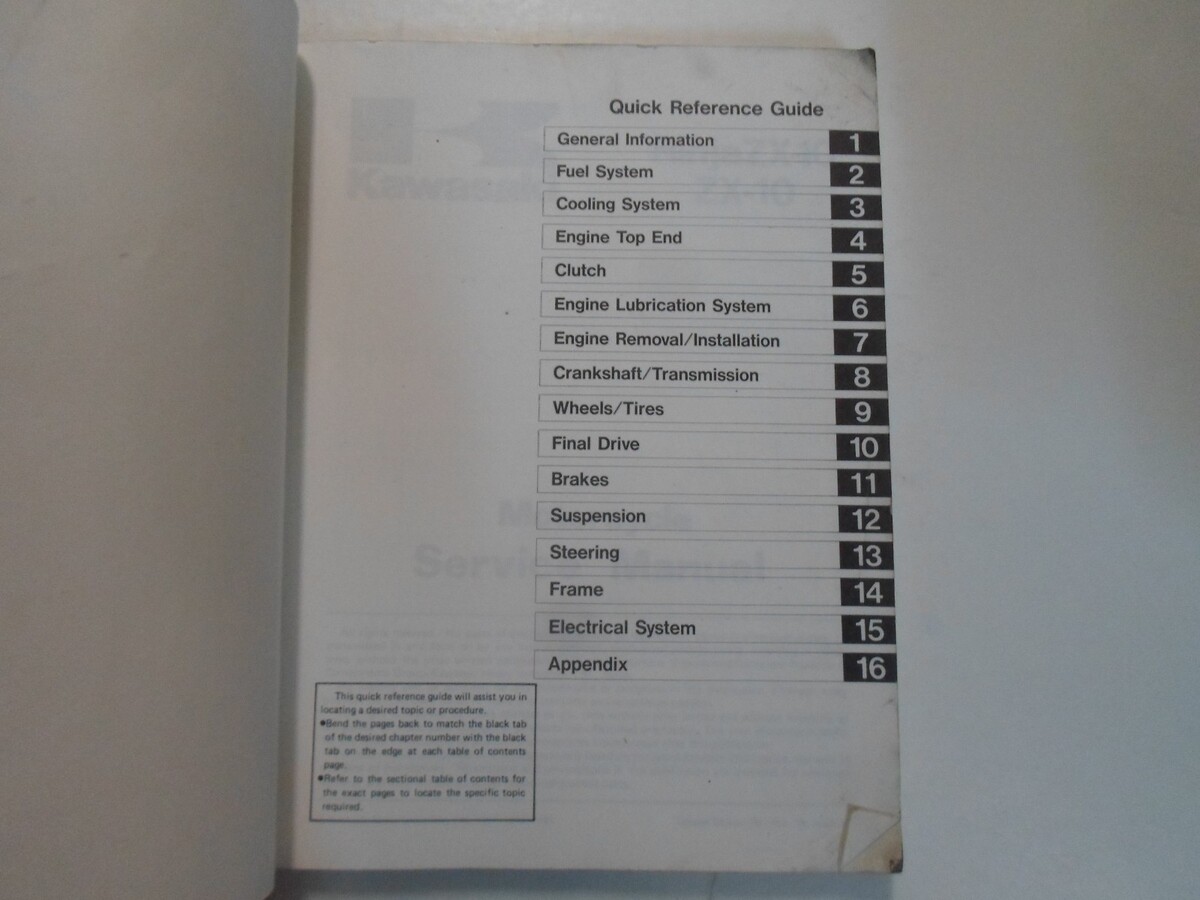 Quick Reference Guide
General Information 1
Fuel System 2
Cooling System 3
Engine Top End 4
Clutch 5
Engine Lubrication System 6
Engine Removal/Installation 7
Crankshaft/Transmission 8
Wheels/Tires 9
Final Drive 10
Brakes 11
Suspension 12
Steering 13
Frame 14
Electrical System 15
Appendix 16
This quick reference guide will assist you in
locating a desired topic or procedure.
•Bend the pages back to match the black tab
of the desired chapter number with the black
tab on the edge at each table of contents
page.
•Refer to the sectional table of contents for
the exact pages to locate the specific topic
required.
Kawasaki
ZX-10
Service Manual